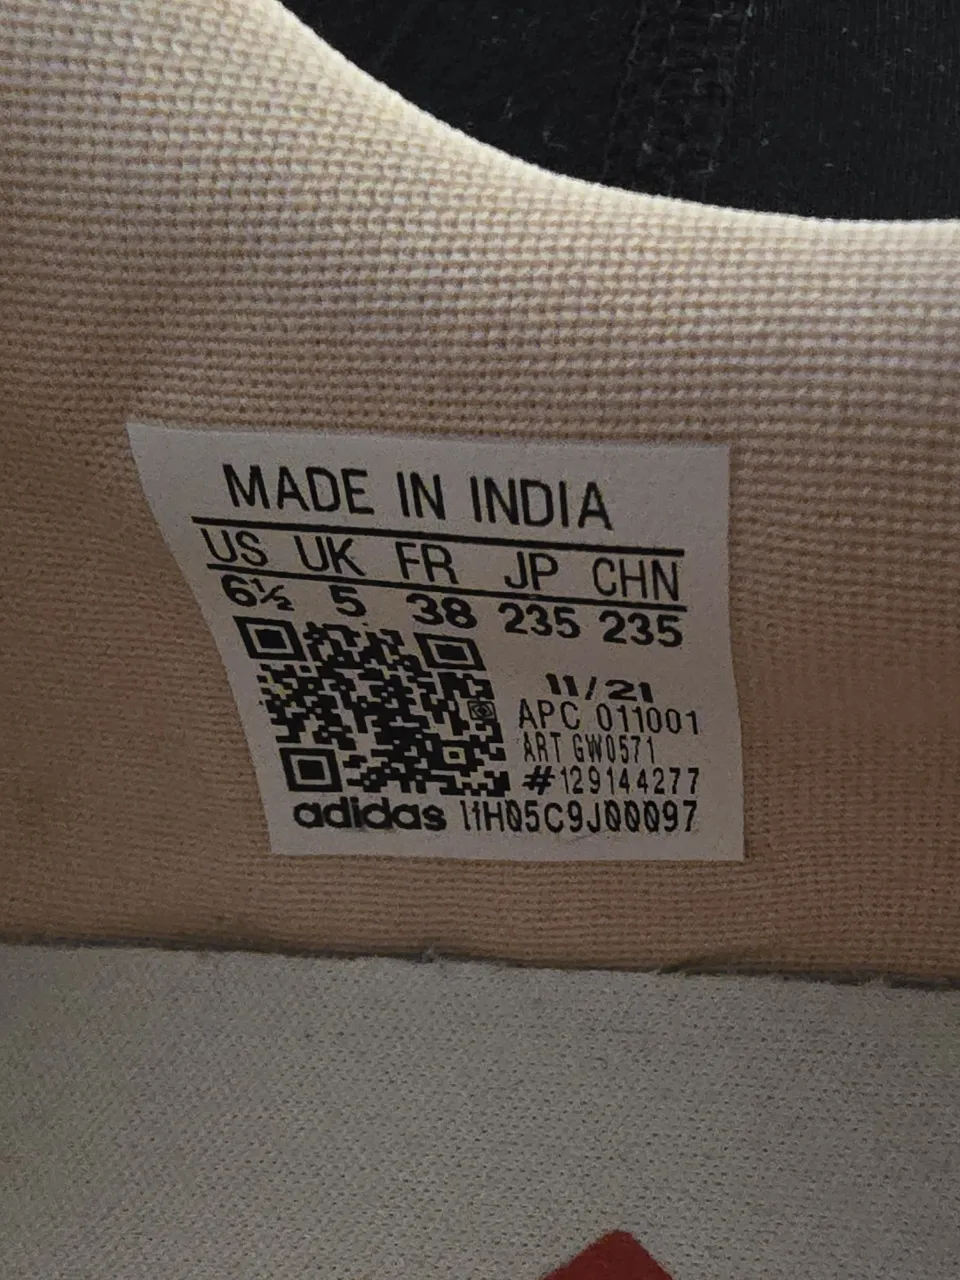 MADE IN INDIA
US UK FR JP CHN
6½ 5 38 235 235
11/21
APC 011001
ART GW0571
#129144277
adidas 11H05C9J00097